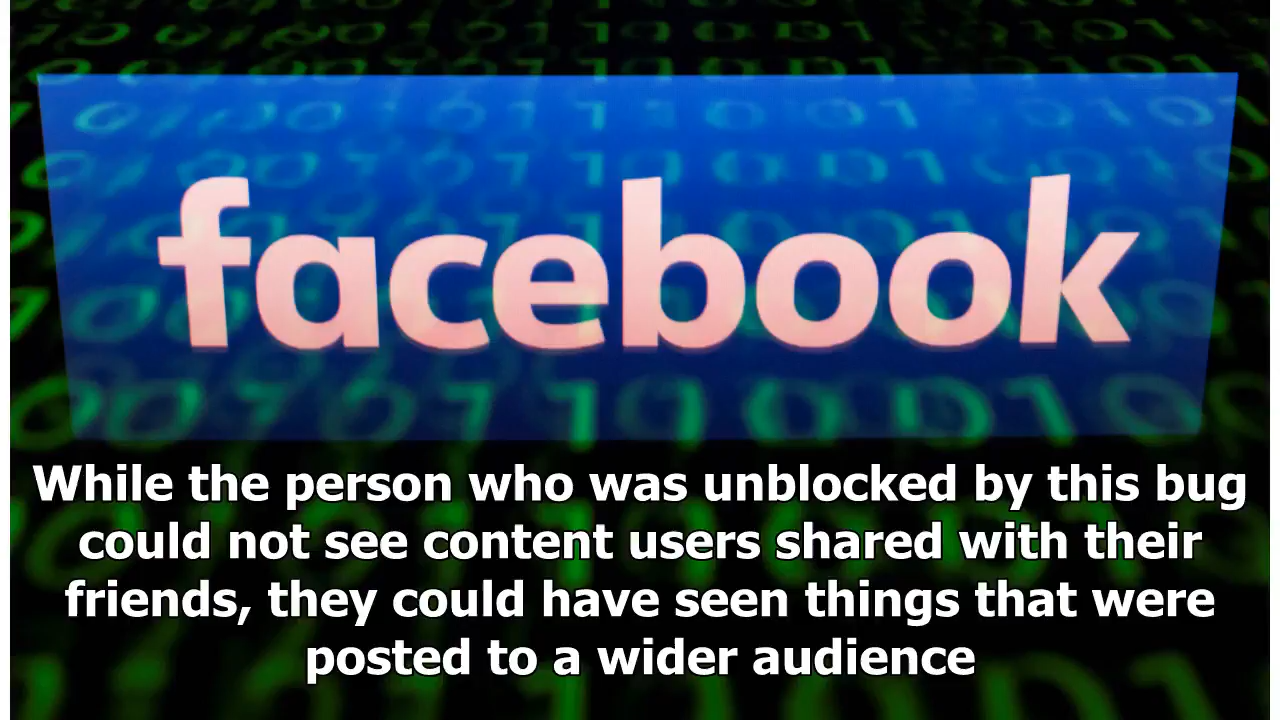 facebook
While the person who was unblocked by this bug
could not see content users shared with their
friends, they could have seen things that were
posted to a wider audience